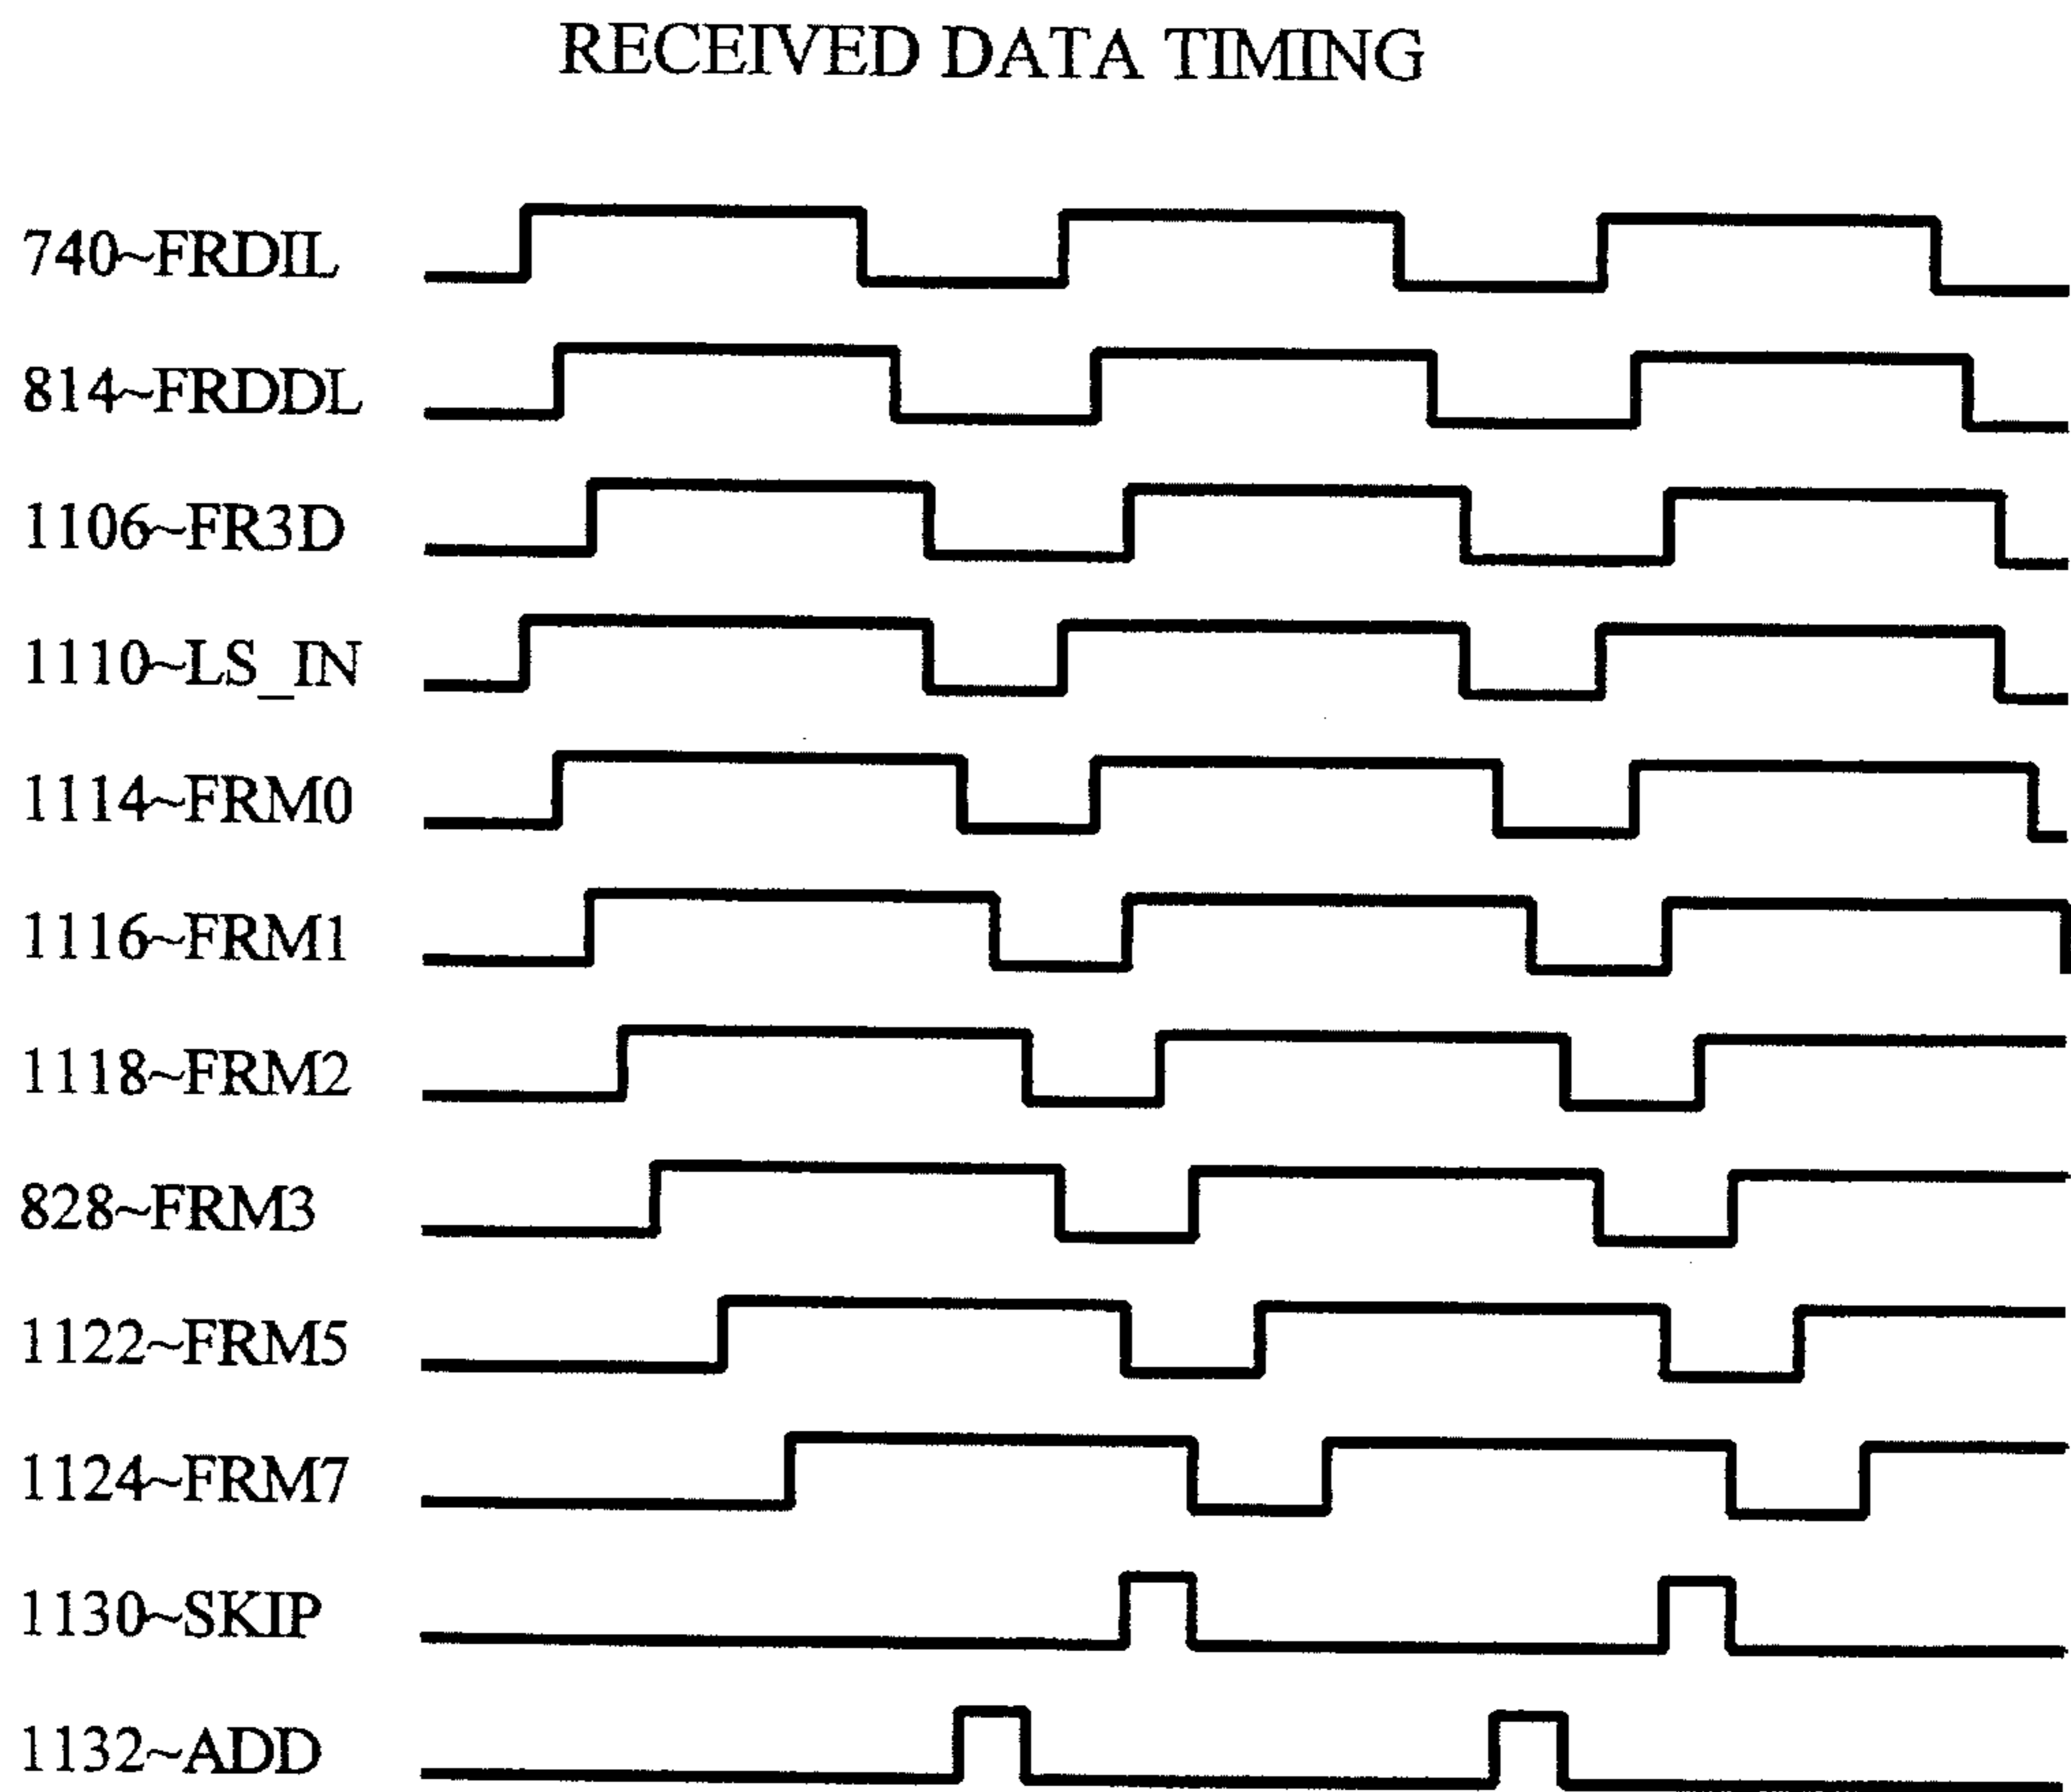 RECEIVED DATA TIMING
740~FRDIL
814~FRDDL
1106~FR3D
1110~LS_IN
1114~FRM0
1116~FRM1
1118~FRM2
828~FRM3
1122~FRM5
1124~FRM7
1130~SKIP
1132~ADD